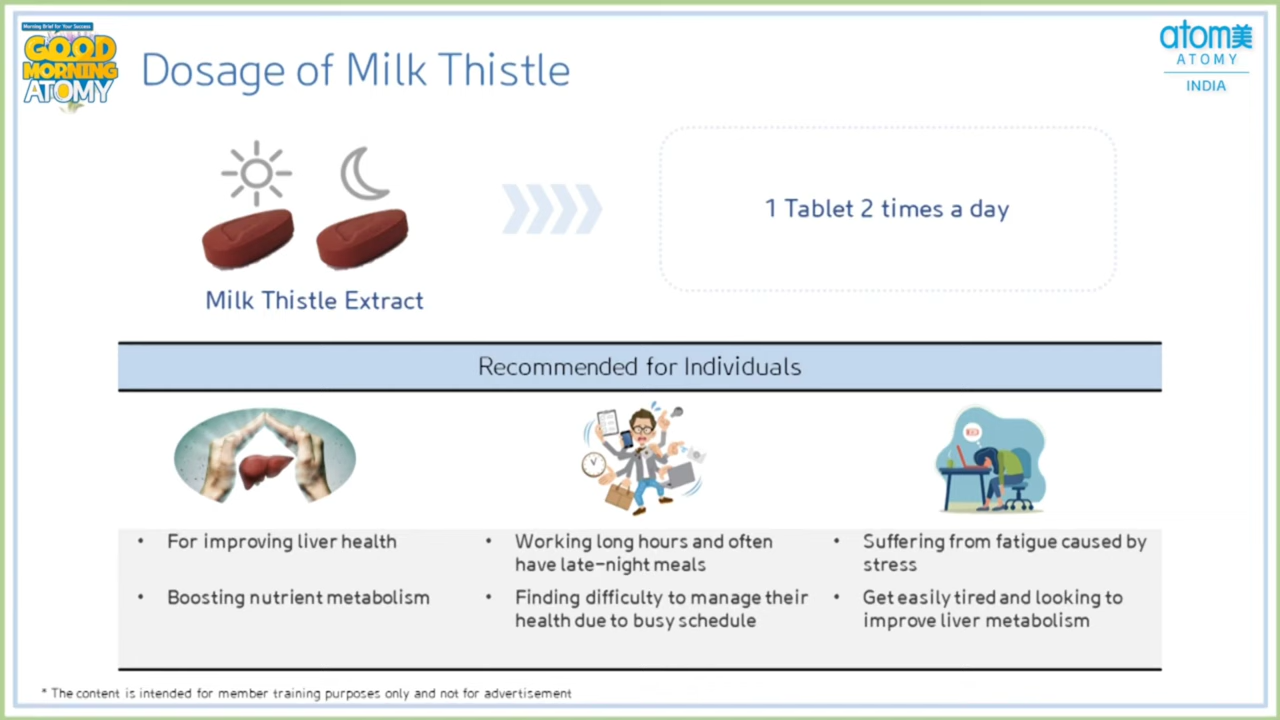 Morning Brief for Your Success
GOOD
MORNING
ATOMY
Dosage of Milk Thistle
atom美
ATOMY
INDIA
1 Tablet 2 times a day
Milk Thistle Extract
Recommended for Individuals
• For improving liver health
• Boosting nutrient metabolism
• Working long hours and often
have late-night meals
• Finding difficulty to manage their
health due to busy schedule
• Suffering from fatigue caused by
stress
• Get easily tired and looking to
improve liver metabolism
* The content is intended for member training purposes only and not for advertisement